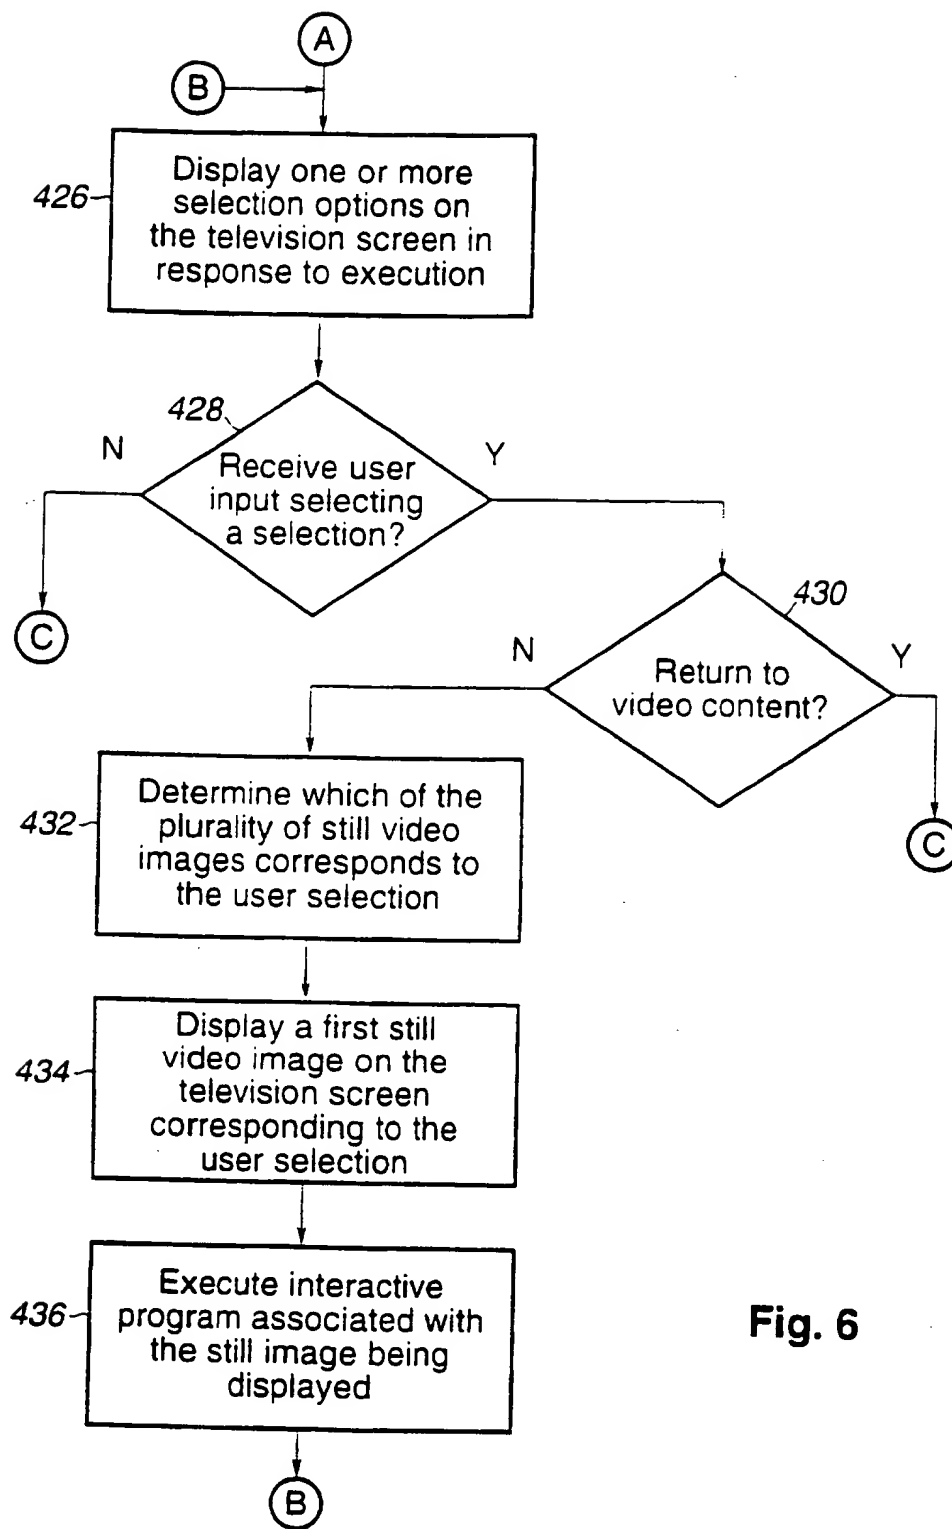 A
B
Display one or more
selection options on
the television screen in
response to execution
426
428
N
Y
Receive user
input selecting
a selection?
C
430
N
Y
Return to
video content?
C
432
Determine which of the
plurality of still video
images corresponds to
the user selection
434
Display a first still
video image on the
television screen
corresponding to the
user selection
436
Execute interactive
program associated with
the still image being
displayed
B
Fig. 6